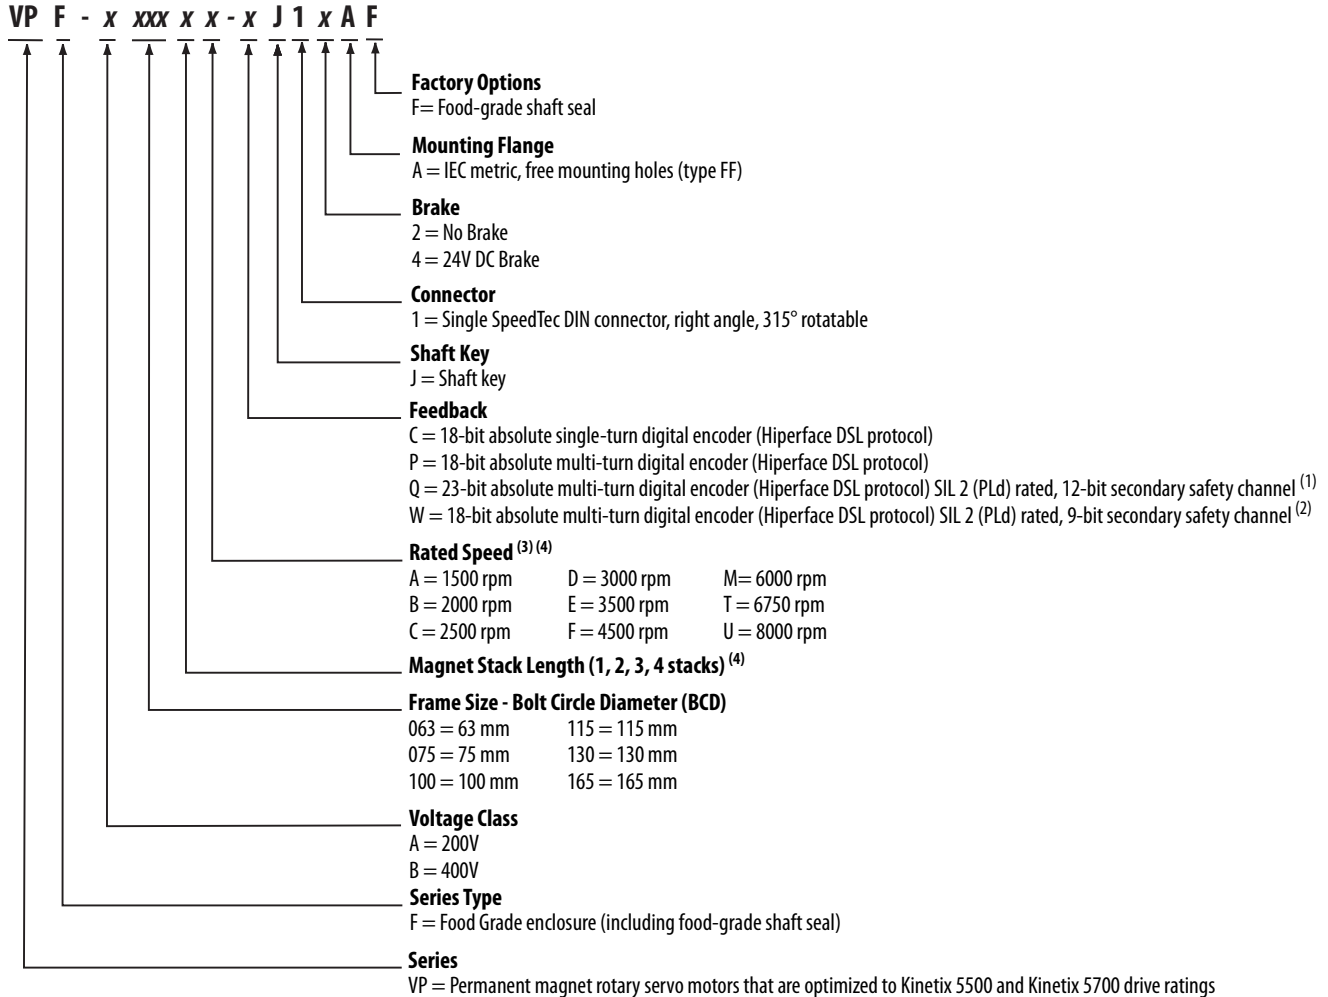 VP F - x xxx x x - x J 1 x A F
Factory Options
F= Food-grade shaft seal
Mounting Flange
A = IEC metric, free mounting holes (type FF)
Brake
2 = No Brake
4 = 24V DC Brake
Connector
1 = Single SpeedTec DIN connector, right angle, 315° rotatable
Shaft Key
J = Shaft key
Feedback
C = 18-bit absolute single-turn digital encoder (Hiperface DSL protocol)
P = 18-bit absolute multi-turn digital encoder (Hiperface DSL protocol)
Q = 23-bit absolute multi-turn digital encoder (Hiperface DSL protocol) SIL 2 (PLd) rated, 12-bit secondary safety channel (1)
W = 18-bit absolute multi-turn digital encoder (Hiperface DSL protocol) SIL 2 (PLd) rated, 9-bit secondary safety channel (2)
Rated Speed (3) (4)
A = 1500 rpm D = 3000 rpm M= 6000 rpm
B = 2000 rpm E = 3500 rpm T = 6750 rpm
C = 2500 rpm F = 4500 rpm U = 8000 rpm
Magnet Stack Length (1, 2, 3, 4 stacks) (4)
Frame Size - Bolt Circle Diameter (BCD)
063 = 63 mm 115 = 115 mm
075 = 75 mm 130 = 130 mm
100 = 100 mm 165 = 165 mm
Voltage Class
A = 200V
B = 400V
Series Type
F = Food Grade enclosure (including food-grade shaft seal)
Series
VP = Permanent magnet rotary servo motors that are optimized to Kinetix 5500 and Kinetix 5700 drive ratings